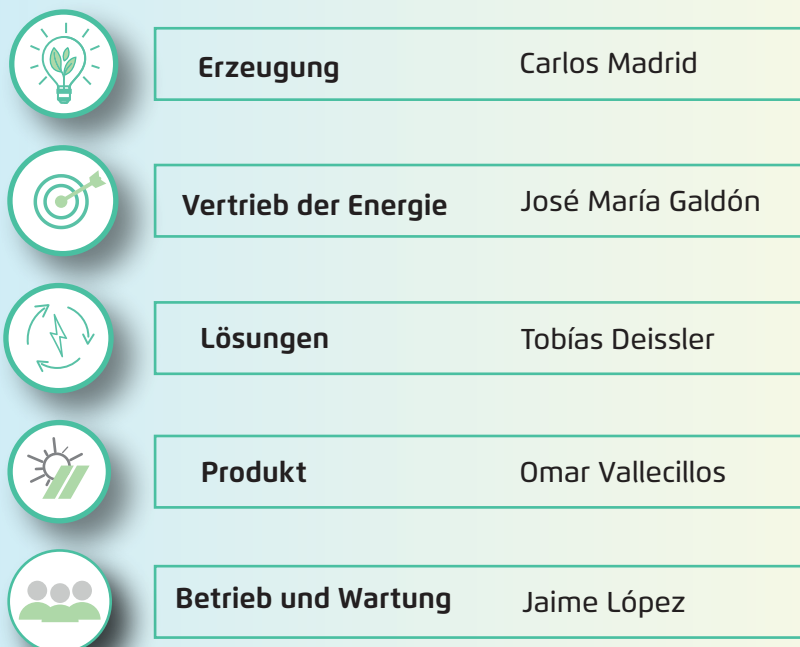 Erzeugung Carlos Madrid
Vertrieb der Energie José María Galdón
Lösungen Tobías Deissler
Produkt Omar Vallecillos
Betrieb und Wartung Jaime López